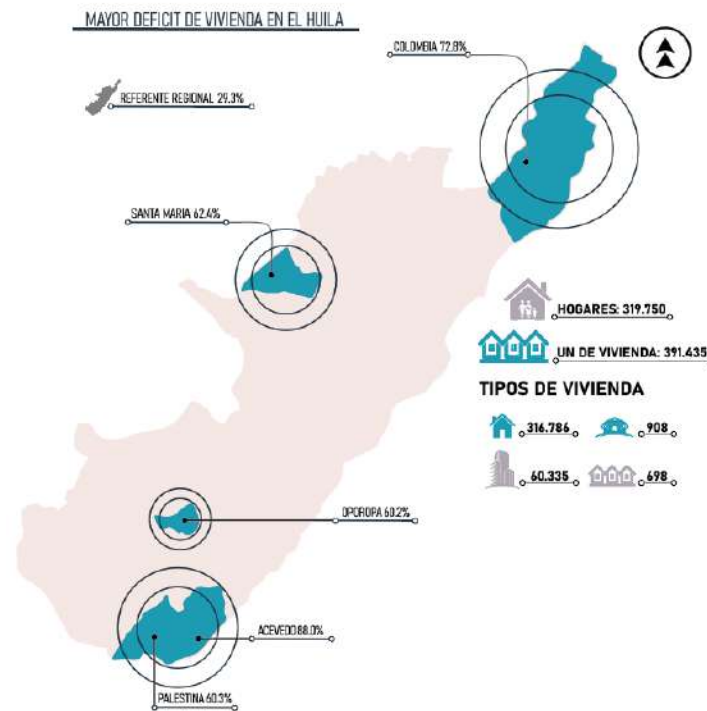 MAYOR DEFICIT DE VIVIENDA EN EL HUILA
COLOMBIA 72.8%
REFERENTE REGIONAL 29.3%
SANTA MARIA 62.4%
HOGARES: 319.750
UN DE VIVIENDA: 391.435
TIPOS DE VIVIENDA
316.786
908
60.335
698
OPOROPA 60.2%
ACEVEDO 88.0%
PALESTINA 60.3%